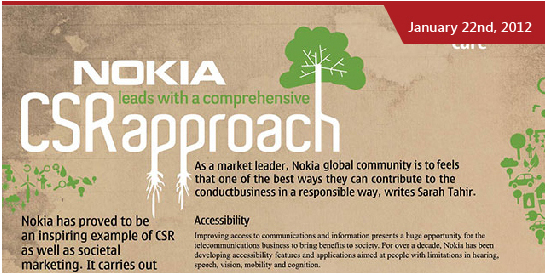 January 22nd, 2012
care
NOKIA
leads with a comprehensive
CSR approach
As a market leader, Nokia global community is to feels
that one of the best ways they can contribute to the
conductbusiness in a responsible way, writes Sarah Tahir.
Nokia has proved to be
an inspiring example of CSR
as well as societal
marketing. It carries out
Accessibility
Improving access to communications and information presents a huge opportunity for the
telecommunications business to bring benefits to society. For over a decade, Nokia has been
developing accessibility features and applications aimed at people with limitations in hearing,
speech, vision, mobility and cognition.